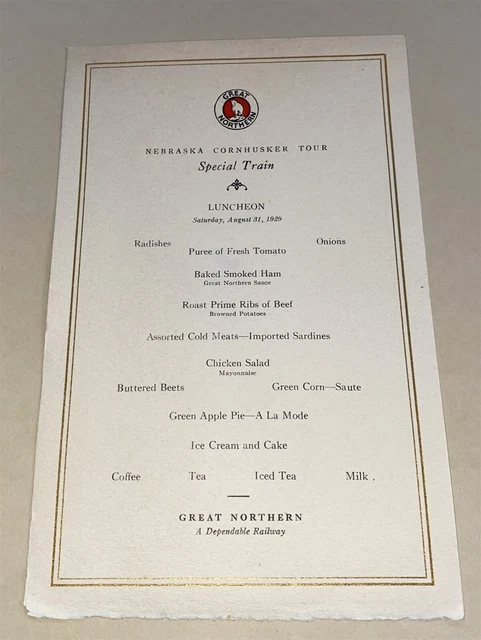 GREAT NORTHERN
NEBRASKA CORNHUSKER TOUR
Special Train
LUNCHEON
Saturday, August 31, 1929
Radishes Onions
Puree of Fresh Tomato
Baked Smoked Ham
Great Northern Sauce
Roast Prime Ribs of Beef
Browned Potatoes
Assorted Cold Meats—Imported Sardines
Chicken Salad
Mayonnaise
Buttered Beets Green Corn—Saute
Green Apple Pie—A La Mode
Ice Cream and Cake
Coffee Tea Iced Tea Milk .
GREAT NORTHERN
A Dependable Railway